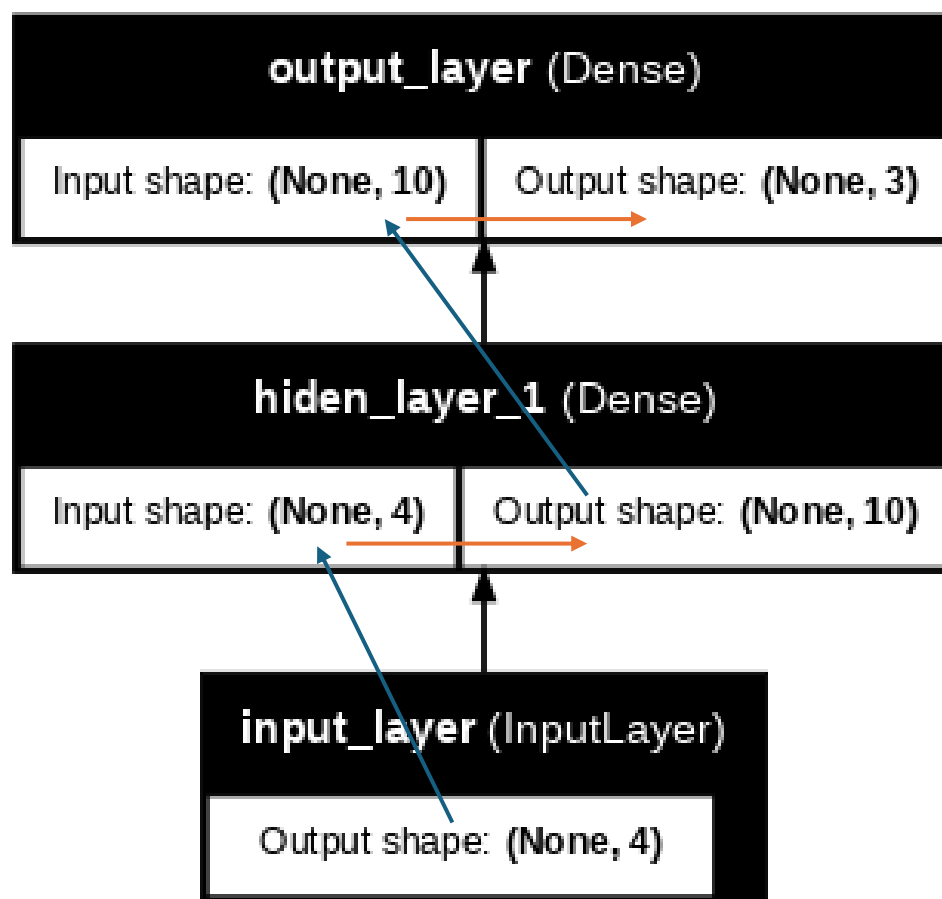 output_layer (Dense)
Input shape: (None, 10) Output shape: (None, 3)
hiden_layer_1 (Dense)
Input shape: (None, 4) Output shape: (None, 10)
input_layer (InputLayer)
Output shape: (None, 4)